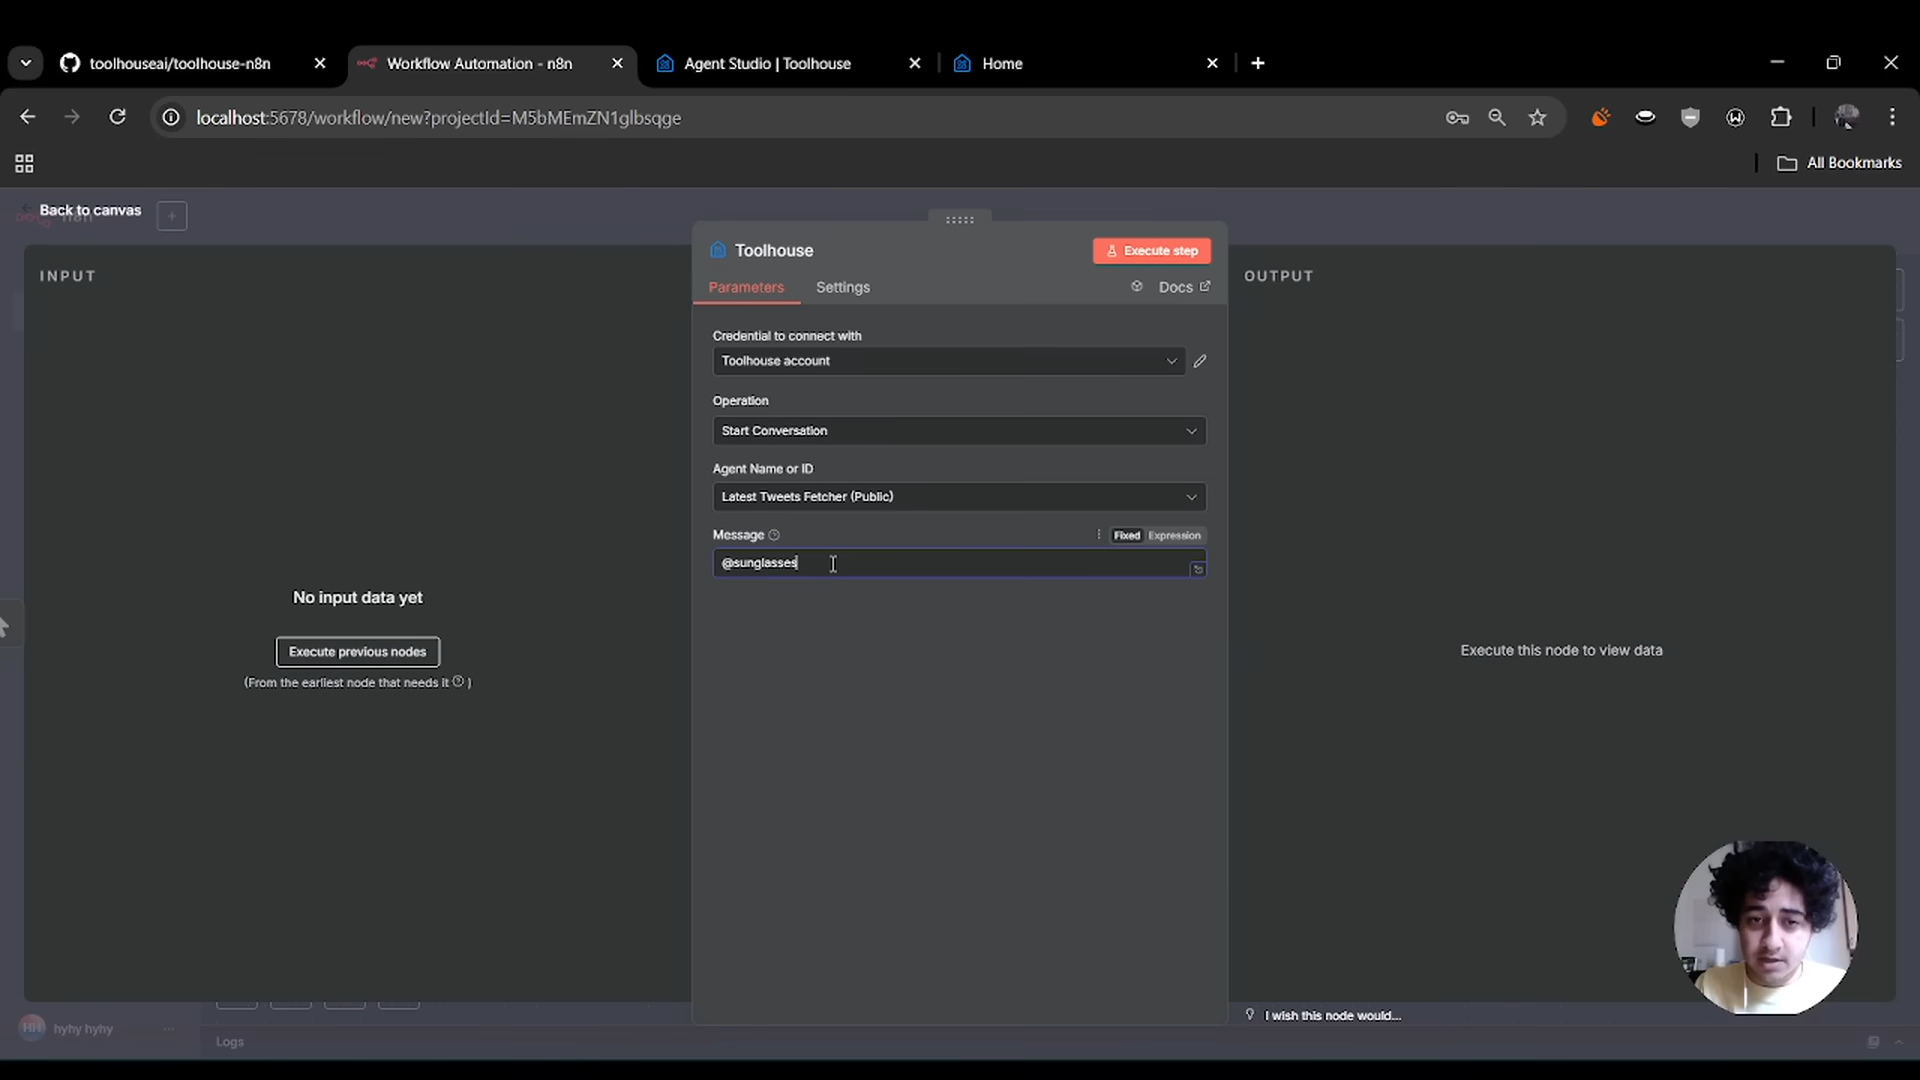 toolhouseai/toolhouse-n8n
Workflow Automation - n8n
Agent Studio | Toolhouse
Home
localhost:5678/workflow/new?projectId=M5bMEmZN1glbsqge
All Bookmarks
Back to canvas
INPUT
Toolhouse
Execute step
OUTPUT
Parameters
Settings
Docs
Credential to connect with
Toolhouse account
Operation
Start Conversation
Agent Name or ID
Latest Tweets Fetcher (Public)
Message
Fixed
Expression
@sunglasses
No input data yet
Execute previous nodes
(From the earliest node that needs it )
Execute this node to view data
I wish this node would...
HH
hyhy hyhy
Logs